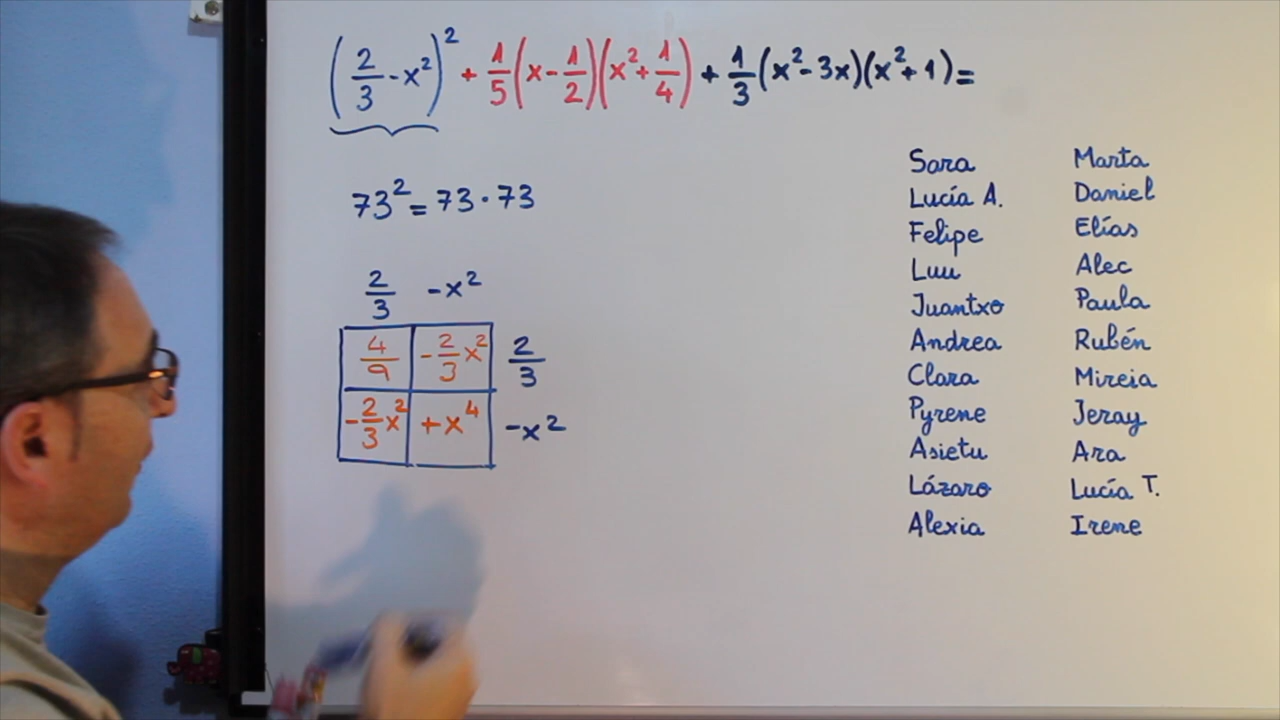 (2/3 - x²)² + 1/5 (x - 1/2)(x² + 1/4) + 1/3 (x² - 3x)(x² + 1) =
73² = 73 · 73
2/3 -x²
4/9 -2/3 x² 2/3
-2/3 x² +x⁴ -x²
Sara
Lucía A.
Felipe
Luu
Juantxo
Andrea
Clara
Pyrene
Asietu
Lázaro
Alexia
Marta
Daniel
Elías
Alec
Paula
Rubén
Mireia
Jeray
Ara
Lucía T.
Irene